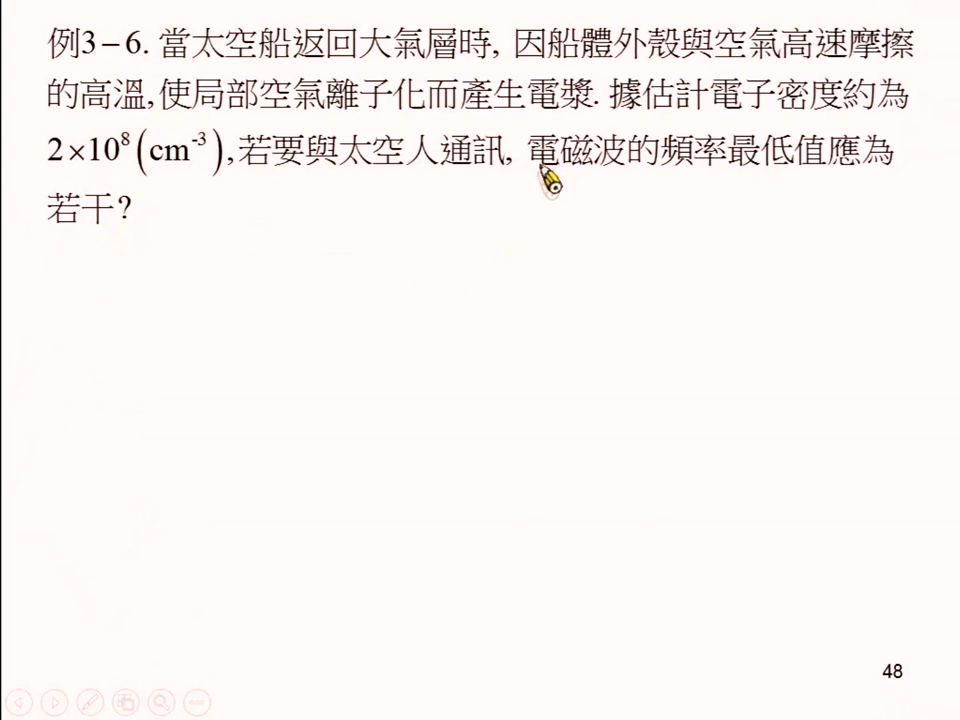 例3−6. 當太空船返回大氣層時, 因船體外殼與空氣高速摩擦
的高溫,使局部空氣離子化而產生電漿. 據估計電子密度約為
2×10⁸(cm⁻³),若要與太空人通訊, 電磁波的頻率最低值應為
若干?
48